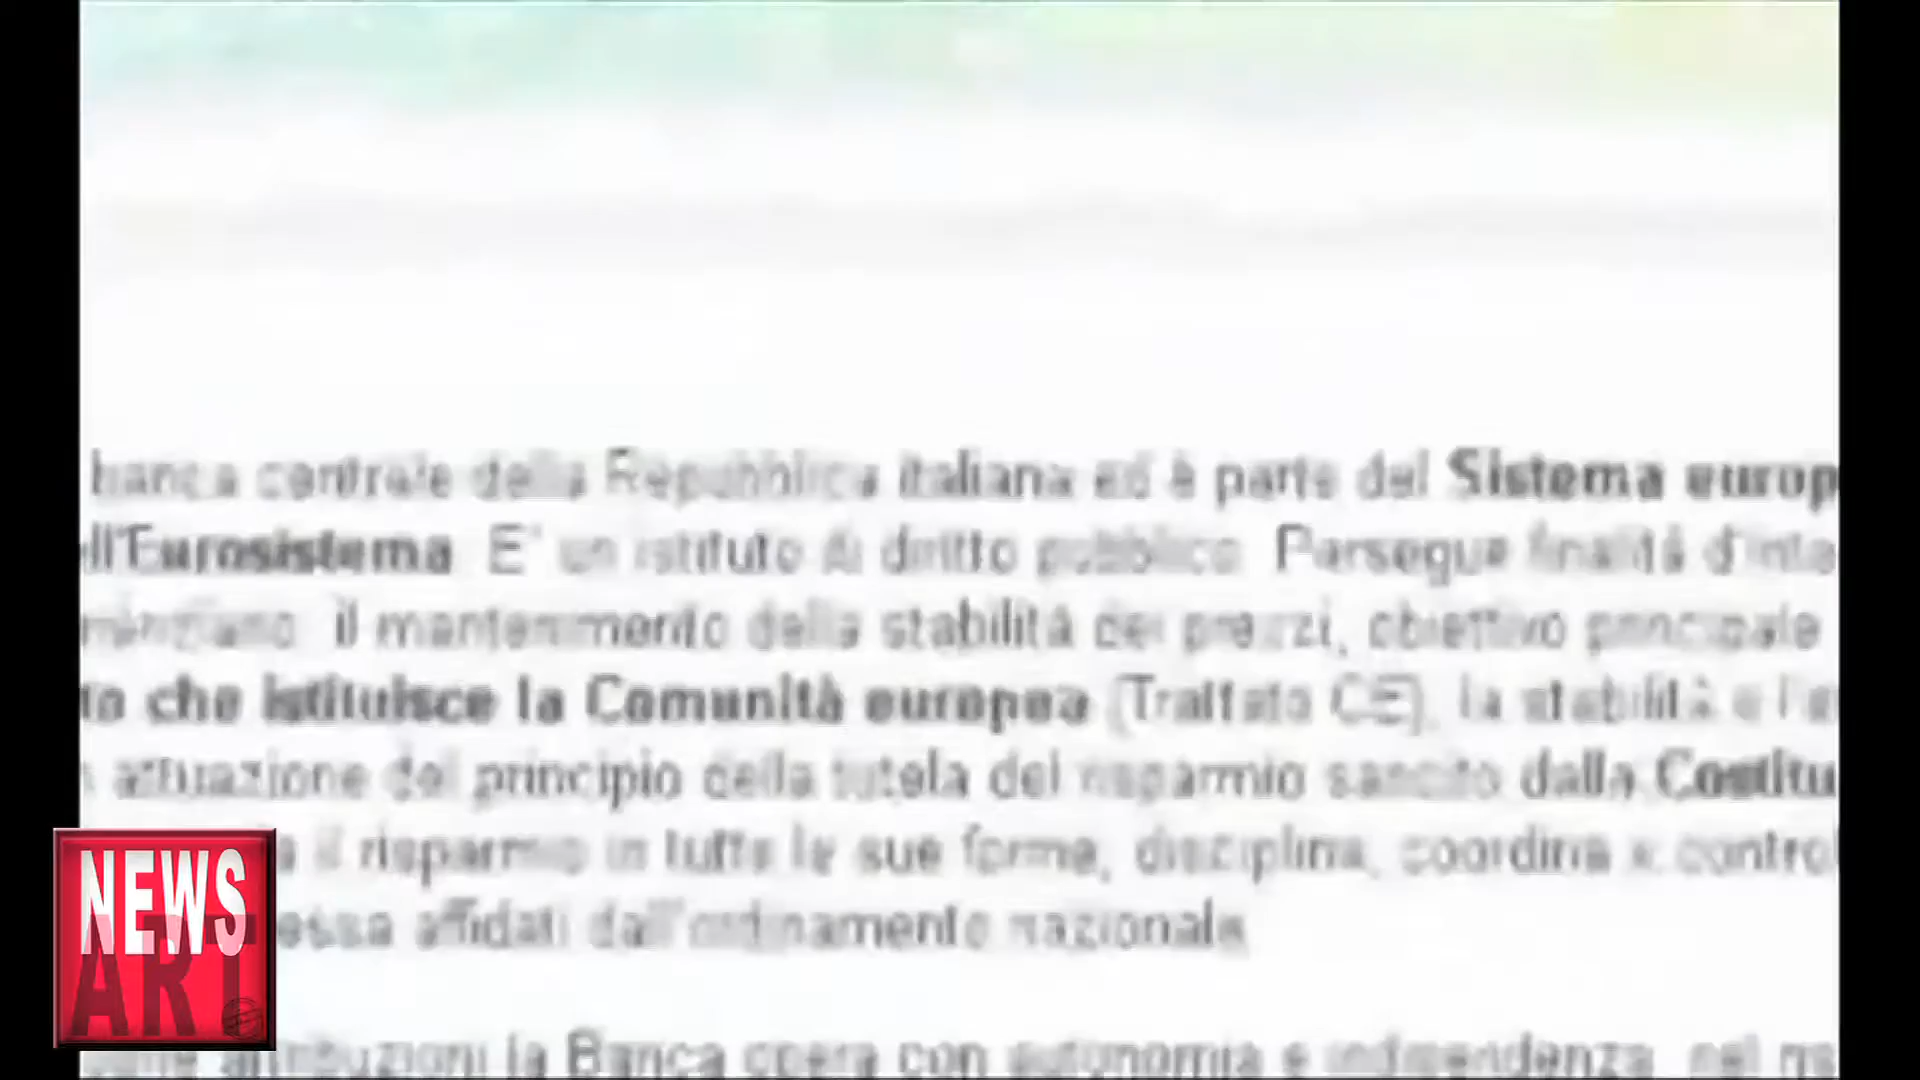 banca centrale della Repubblica italiana ed è parte del Sistema europ
ll'Eurosistema. E' un istituto di diritto pubblico. Persegue finalità d'inte
il mantenimento della stabilità dei prezzi, obiettivo principale
to che istituisce la Comunità europea (Trattato CE), la stabilità e l'e
attuazione del principio della tutela del risparmio sancito dalla Costitu
il risparmio in tutte le sue forme, disciplina, coordina e control
essa affidati dall'ordinamento nazionale
attribuzioni la Banca opera con autonomia e indipendenza, nel ris
NEWS
ART